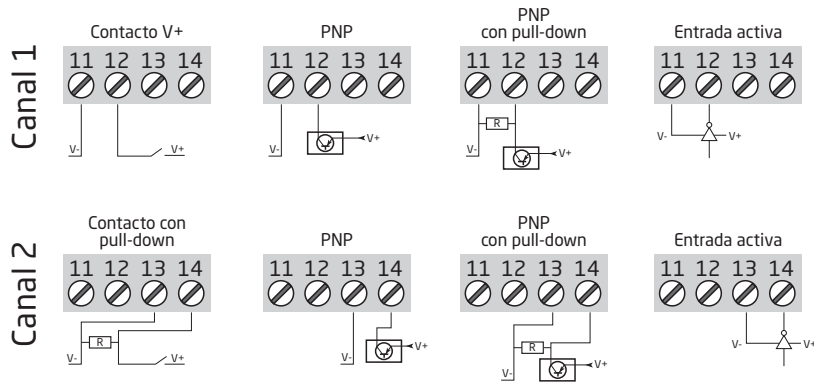 Canal 1
Contacto V+
11 12 13 14
V-
V+
PNP
11 12 13 14
V-
V+
PNP
con pull-down
11 12 13 14
R
V-
V+
Entrada activa
11 12 13 14
V-
V+
Canal 2
Contacto con
pull-down
11 12 13 14
R
V-
V+
PNP
11 12 13 14
V-
V+
PNP
con pull-down
11 12 13 14
R
V-
V+
Entrada activa
11 12 13 14
V-
V+